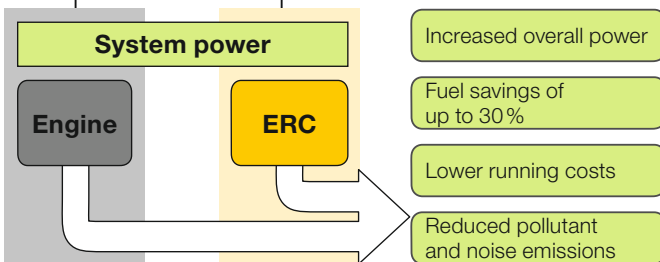 System power
Engine
ERC
Increased overall power
Fuel savings of
up to 30 %
Lower running costs
Reduced pollutant
and noise emissions